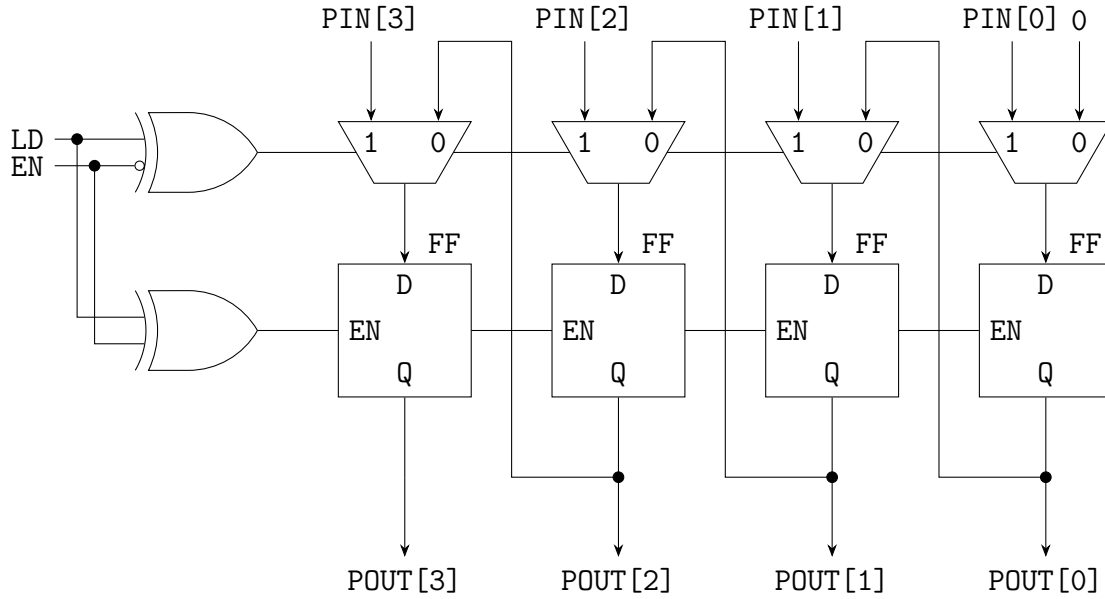 PIN[3] PIN[2] PIN[1] PIN[0] 0
LD
EN
1 0 1 0 1 0 1 0
FF FF FF FF
D D D D
EN EN EN EN
Q Q Q Q
POUT[3] POUT[2] POUT[1] POUT[0]